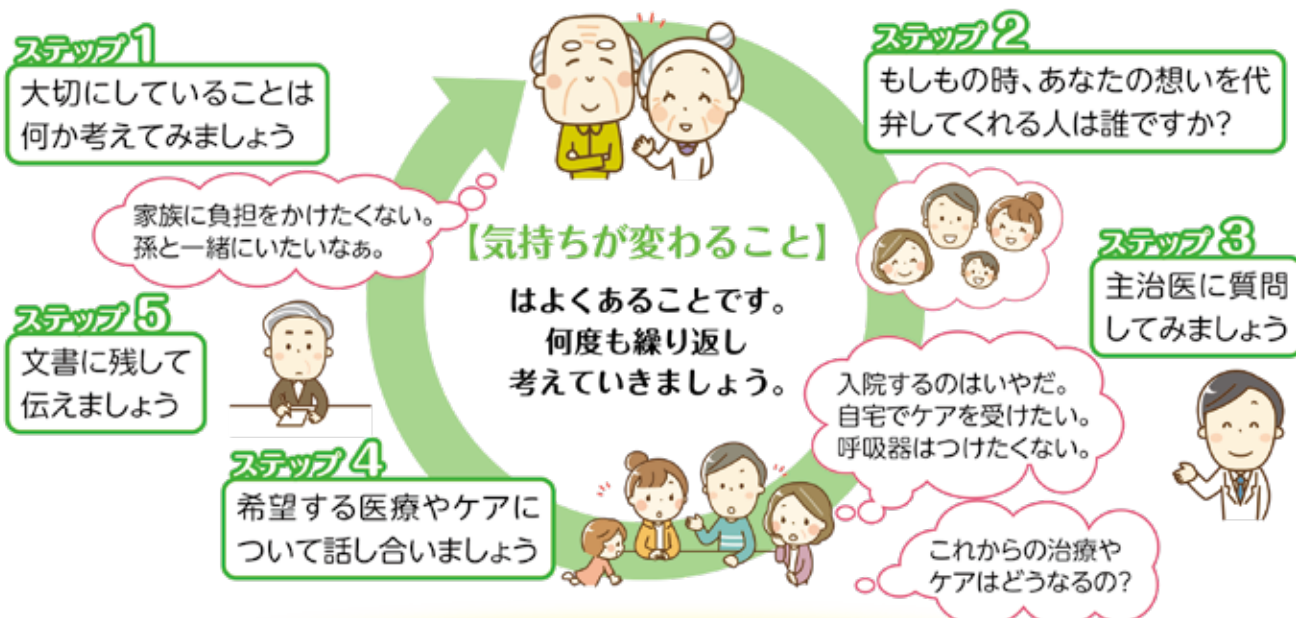 ステップ1
大切にしていることは
何か考えてみましょう
家族に負担をかけたくない。
孫と一緒にいたいなぁ。
ステップ2
もしもの時、あなたの想いを代
弁してくれる人は誰ですか?
ステップ3
主治医に質問
してみましょう
【気持ちが変わること】
はよくあることです。
何度も繰り返し
考えていきましょう。
入院するのはいやだ。
自宅でケアを受けたい。
呼吸器はつけたくない。
これからの治療や
ケアはどうなるの?
ステップ4
希望する医療やケアに
ついて話し合いましょう
ステップ5
文書に残して
伝えましょう